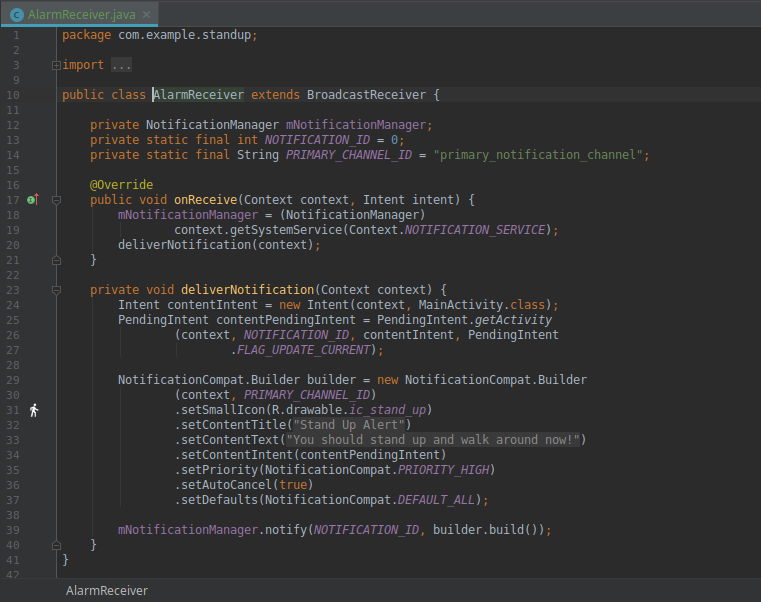 AlarmReceiver.java
1 package com.example.standup;
2
3 import ...
9
10 public class AlarmReceiver extends BroadcastReceiver {
11
12     private NotificationManager mNotificationManager;
13     private static final int NOTIFICATION_ID = 0;
14     private static final String PRIMARY_CHANNEL_ID = "primary_notification_channel";
15
16     @Override
17     public void onReceive(Context context, Intent intent) {
18         mNotificationManager = (NotificationManager)
19                 context.getSystemService(Context.NOTIFICATION_SERVICE);
20         deliverNotification(context);
21     }
22
23     private void deliverNotification(Context context) {
24         Intent contentIntent = new Intent(context, MainActivity.class);
25         PendingIntent contentPendingIntent = PendingIntent.getActivity
26                 (context, NOTIFICATION_ID, contentIntent, PendingIntent
27                         .FLAG_UPDATE_CURRENT);
28
29         NotificationCompat.Builder builder = new NotificationCompat.Builder
30                 (context, PRIMARY_CHANNEL_ID)
31                 .setSmallIcon(R.drawable.ic_stand_up)
32                 .setContentTitle("Stand Up Alert")
33                 .setContentText("You should stand up and walk around now!")
34                 .setContentIntent(contentPendingIntent)
35                 .setPriority(NotificationCompat.PRIORITY_HIGH)
36                 .setAutoCancel(true)
37                 .setDefaults(NotificationCompat.DEFAULT_ALL);
38
39         mNotificationManager.notify(NOTIFICATION_ID, builder.build());
40     }
41 }
42
AlarmReceiver